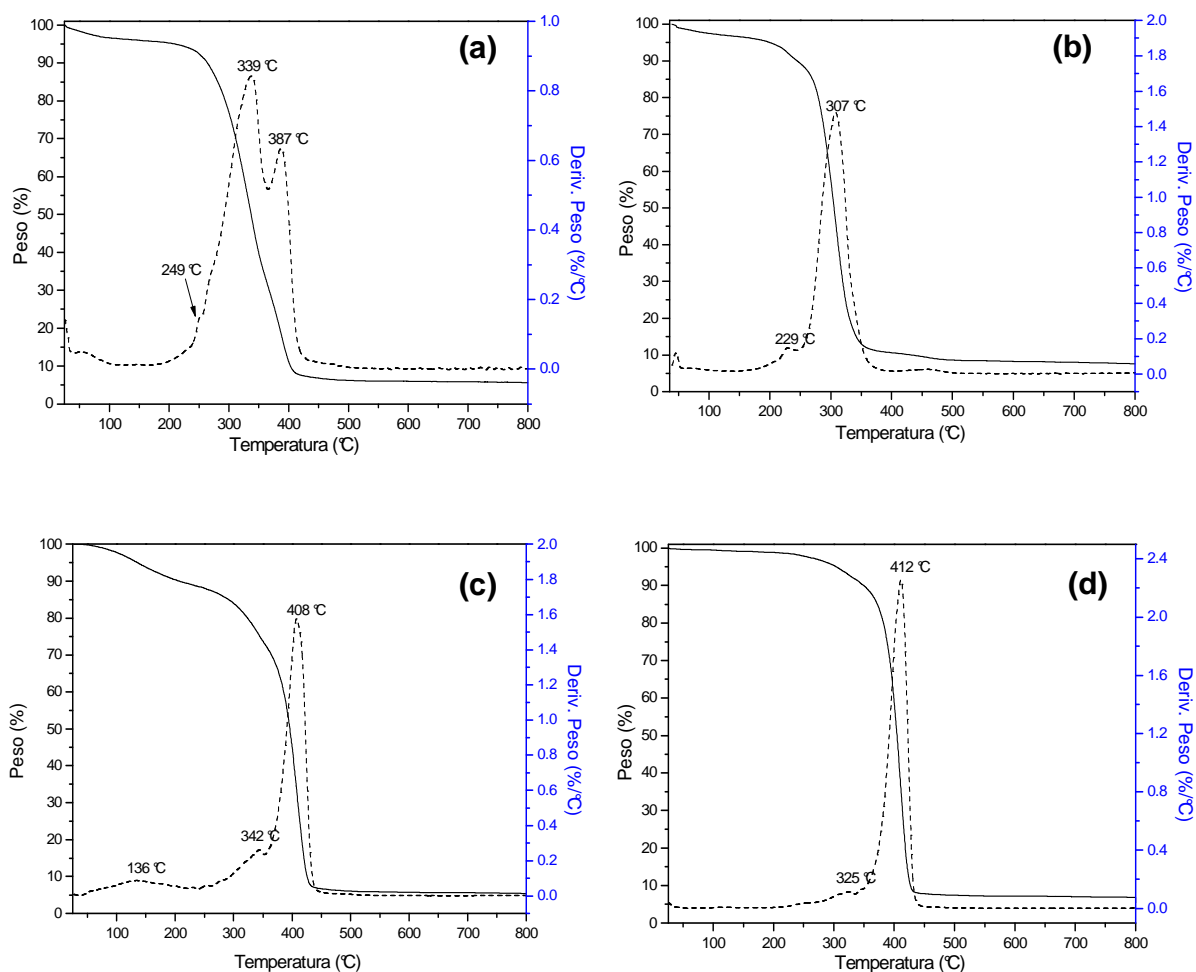 (a)
339 °C
387 °C
249 °C
100
90
80
70
60
50
40
30
20
10
0
Peso (%)
1.0
0.8
0.6
0.4
0.2
0.0
Deriv. Peso (%/°C)
100 200 300 400 500 600 700 800
Temperatura (°C)
(b)
307 °C
229 °C
100
90
80
70
60
50
40
30
20
10
0
Peso (%)
2.0
1.8
1.6
1.4
1.2
1.0
0.8
0.6
0.4
0.2
0.0
Deriv. Peso (%/°C)
100 200 300 400 500 600 700 800
Temperatura (°C)
(c)
408 °C
342 °C
136 °C
100
90
80
70
60
50
40
30
20
10
0
Peso (%)
2.0
1.8
1.6
1.4
1.2
1.0
0.8
0.6
0.4
0.2
0.0
Deriv. Peso (%/°C)
100 200 300 400 500 600 700 800
Temperatura (°C)
(d)
412 °C
325 °C
100
90
80
70
60
50
40
30
20
10
0
Peso (%)
2.4
2.0
1.6
1.2
0.8
0.4
0.0
Deriv. Peso (%/°C)
100 200 300 400 500 600 700 800
Temperatura (°C)